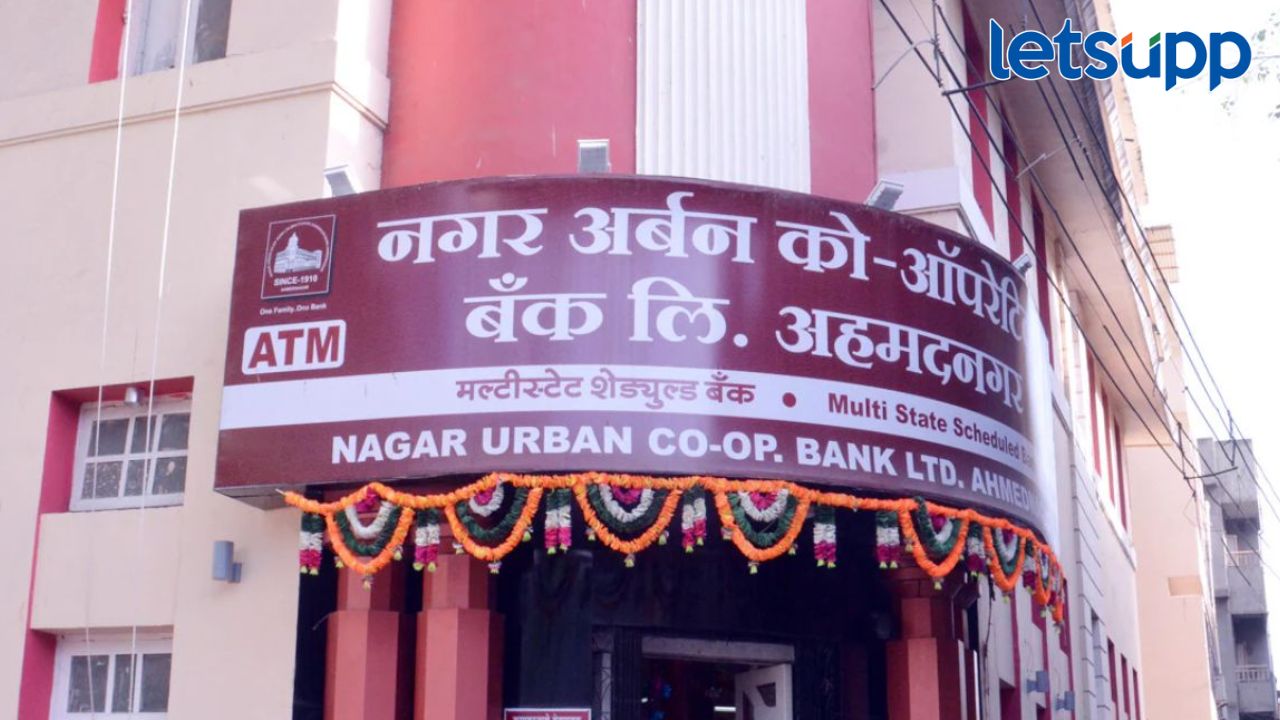 letsupp
नगर अर्बन को-ऑपरेटि
बँक लि. अहमदनगर
SINCE-1910
One Family, One Bank
ATM
मल्टीस्टेट शेड्युल्ड बँक • Multi State Scheduled
NAGAR URBAN CO-OP. BANK LTD.